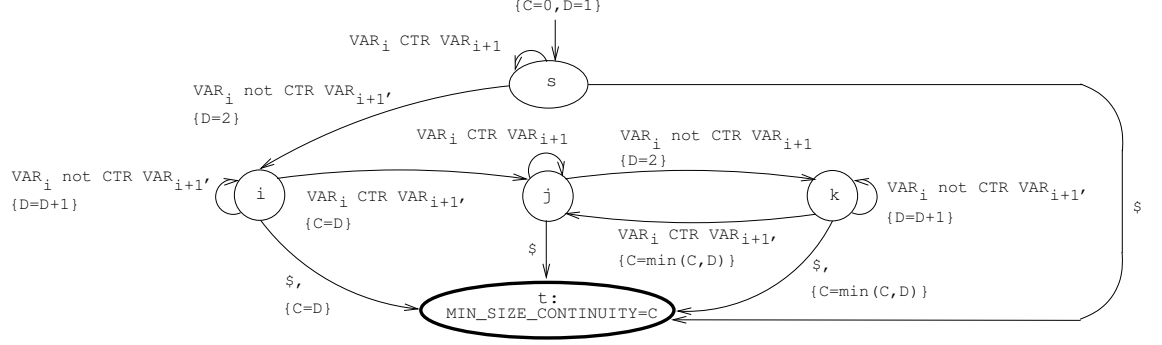 {C=0,D=1}
VARi CTR VARi+1
s
VARi not CTR VARi+1,
{D=2}
VARi CTR VARi+1
VARi not CTR VARi+1
{D=2}
VARi not CTR VARi+1,
{D=D+1}
i
VARi CTR VARi+1,
{C=D}
j
k
VARi not CTR VARi+1,
{D=D+1}
$
VARi CTR VARi+1,
{C=min(C,D)}
$
$,
{C=D}
$,
{C=min(C,D)}
t:
MIN_SIZE_CONTINUITY=C